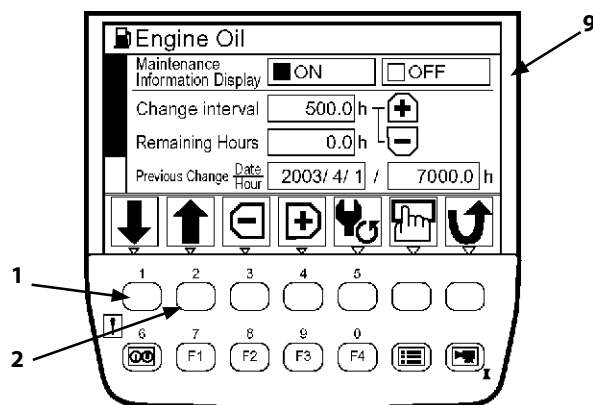 9
Engine Oil
Maintenance
Information Display ON OFF
Change interval 500.0 h
Remaining Hours 0.0 h
Previous Change Date
Hour 2003/ 4/ 1 / 7000.0 h
1 1 2 3 4 5
2 6 7 8 9 0
F1 F2 F3 F4